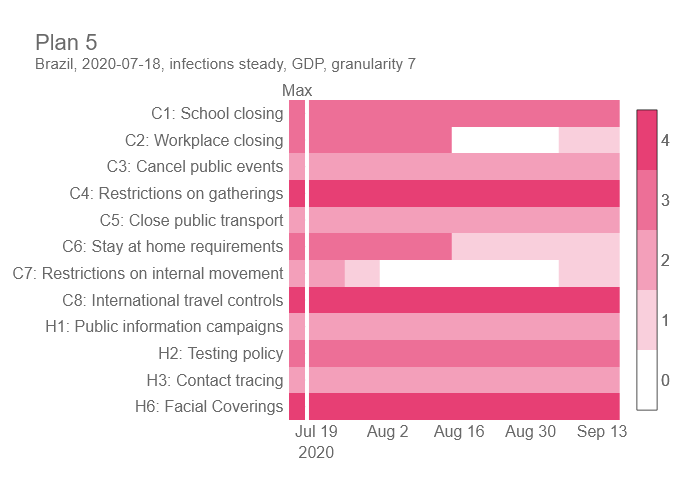 Plan 5
Brazil, 2020-07-18, infections steady, GDP, granularity 7
Max
C1: School closing
C2: Workplace closing
C3: Cancel public events
C4: Restrictions on gatherings
C5: Close public transport
C6: Stay at home requirements
C7: Restrictions on internal movement
C8: International travel controls
H1: Public information campaigns
H2: Testing policy
H3: Contact tracing
H6: Facial Coverings
Jul 19 Aug 2 Aug 16 Aug 30 Sep 13
2020
4
3
2
1
0